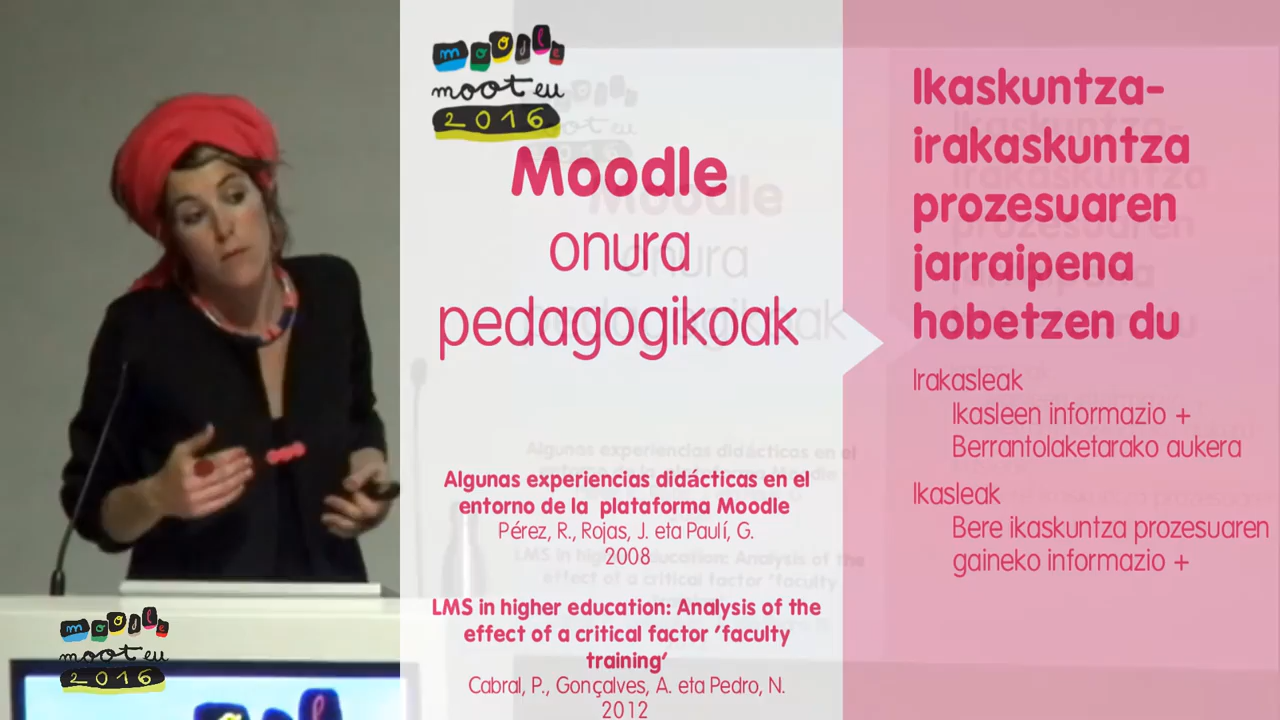 moodle
moot eu
2016
Moodle
onura
pedagogikoak
Algunas experiencias didácticas en el
entorno de la plataforma Moodle
Pérez, R., Rojas, J. eta Paulí, G.
2008
LMS in higher education: Analysis of the
effect of a critical factor ’faculty
training’
Cabral, P., Gonçalves, A. eta Pedro, N.
2012
Ikaskuntza-
irakaskuntza
prozesuaren
jarraipena
hobetzen du
Irakasleak
Ikasleen informazio +
Berrantolaketarako aukera
Ikasleak
Bere ikaskuntza prozesuaren
gaineko informazio +
moodle
moot eu
2016